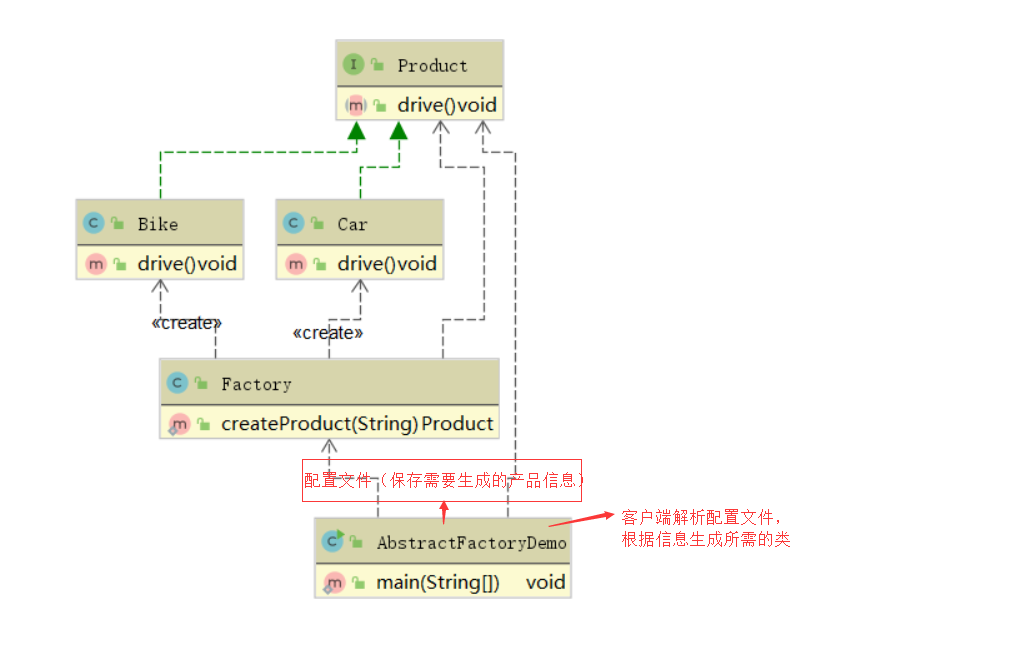 I Product
m drive()void
C Bike
m drive()void
C Car
m drive()void
«create»
«create»
C Factory
m createProduct(String)Product
配置文件（保存需要生成的产品信息）
C AbstractFactoryDemo
m main(String[]) void
客户端解析配置文件，
根据信息生成所需的类